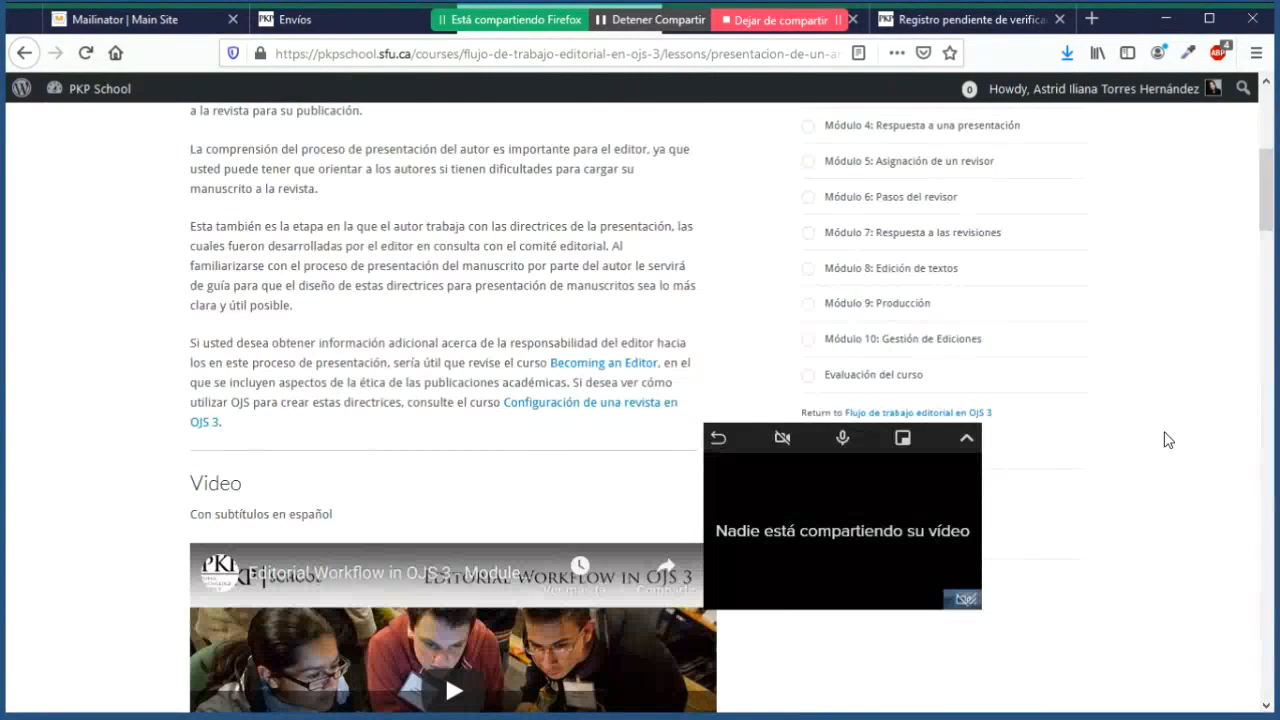 Mailinator | Main Site
Envíos
Está compartiendo Firefox
Detener Compartir
Dejar de compartir
Registro pendiente de verifica
https://pkpschool.sfu.ca/courses/flujo-de-trabajo-editorial-en-ojs-3/lessons/presentacion-de-un-ar
ABP
4
PKP School
0
Howdy, Astrid Iliana Torres Hernández
a la revista para su publicación.
La comprensión del proceso de presentación del autor es importante para el editor, ya que
usted puede tener que orientar a los autores si tienen dificultades para cargar su
manuscrito a la revista.
Esta también es la etapa en la que el autor trabaja con las directrices de la presentación, las
cuales fueron desarrolladas por el editor en consulta con el comité editorial. Al
familiarizarse con el proceso de presentación del manuscrito por parte del autor le servirá
de guía para que el diseño de estas directrices para presentación de manuscritos sea lo más
clara y útil posible.
Si usted desea obtener información adicional acerca de la responsabilidad del editor hacia
los en este proceso de presentación, sería útil que revise el curso Becoming an Editor, en el
que se incluyen aspectos de la ética de las publicaciones académicas. Si desea ver cómo
utilizar OJS para crear estas directrices, consulte el curso Configuración de una revista en
OJS 3.
Video
Con subtítulos en español
Editorial Workflow in OJS 3 - Module...
EDITORIAL WORKFLOW IN OJS 3
Módulo 4: Respuesta a una presentación
Módulo 5: Asignación de un revisor
Módulo 6: Pasos del revisor
Módulo 7: Respuesta a las revisiones
Módulo 8: Edición de textos
Módulo 9: Producción
Módulo 10: Gestión de Ediciones
Evaluación del curso
Return to Flujo de trabajo editorial en OJS 3
Nadie está compartiendo su vídeo